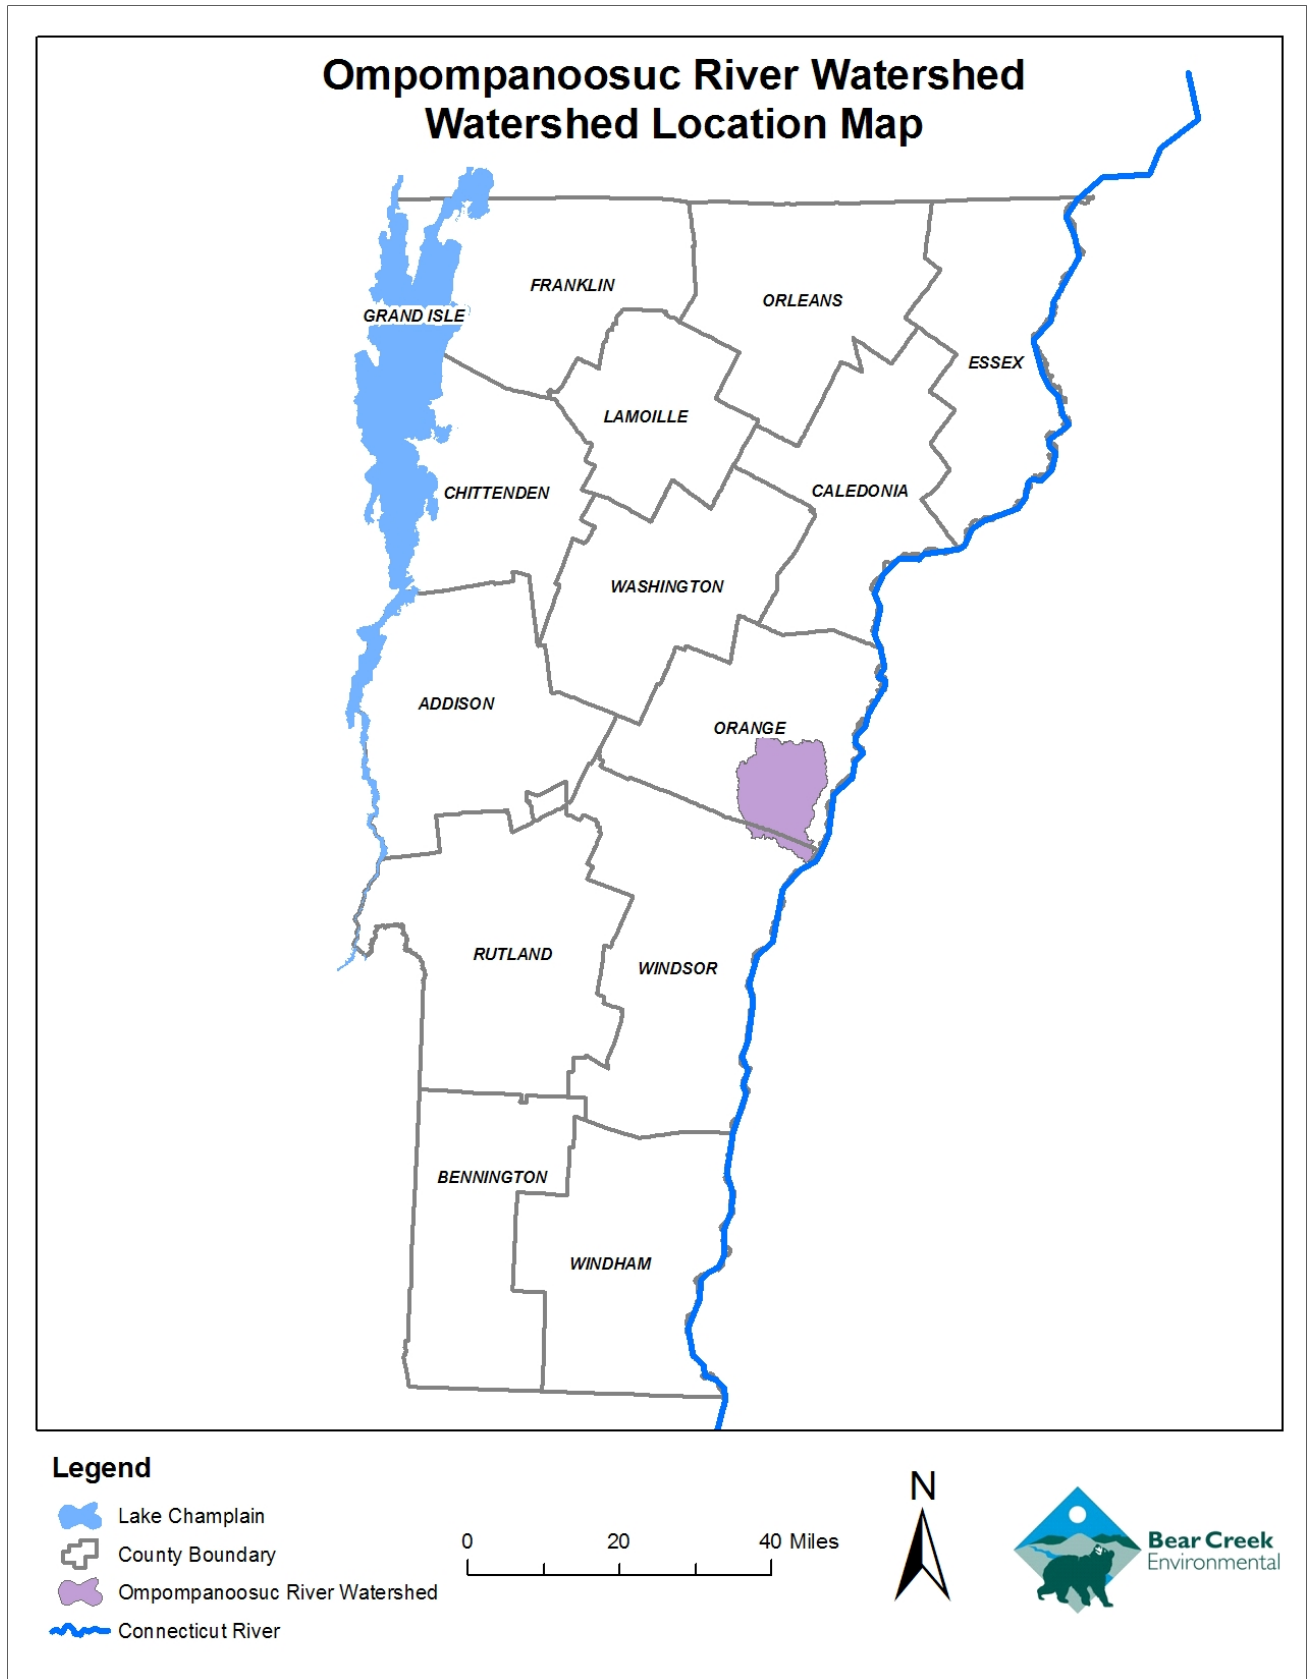 Ompompanoosuc River Watershed
Watershed Location Map
FRANKLIN
ORLEANS
GRAND ISLE
ESSEX
LAMOILLE
CHITTENDEN
CALEDONIA
WASHINGTON
ADDISON
ORANGE
RUTLAND
WINDSOR
BENNINGTON
WINDHAM
Legend
Lake Champlain
County Boundary
Ompompanoosuc River Watershed
Connecticut River
0 20 40 Miles
N
Bear Creek
Environmental